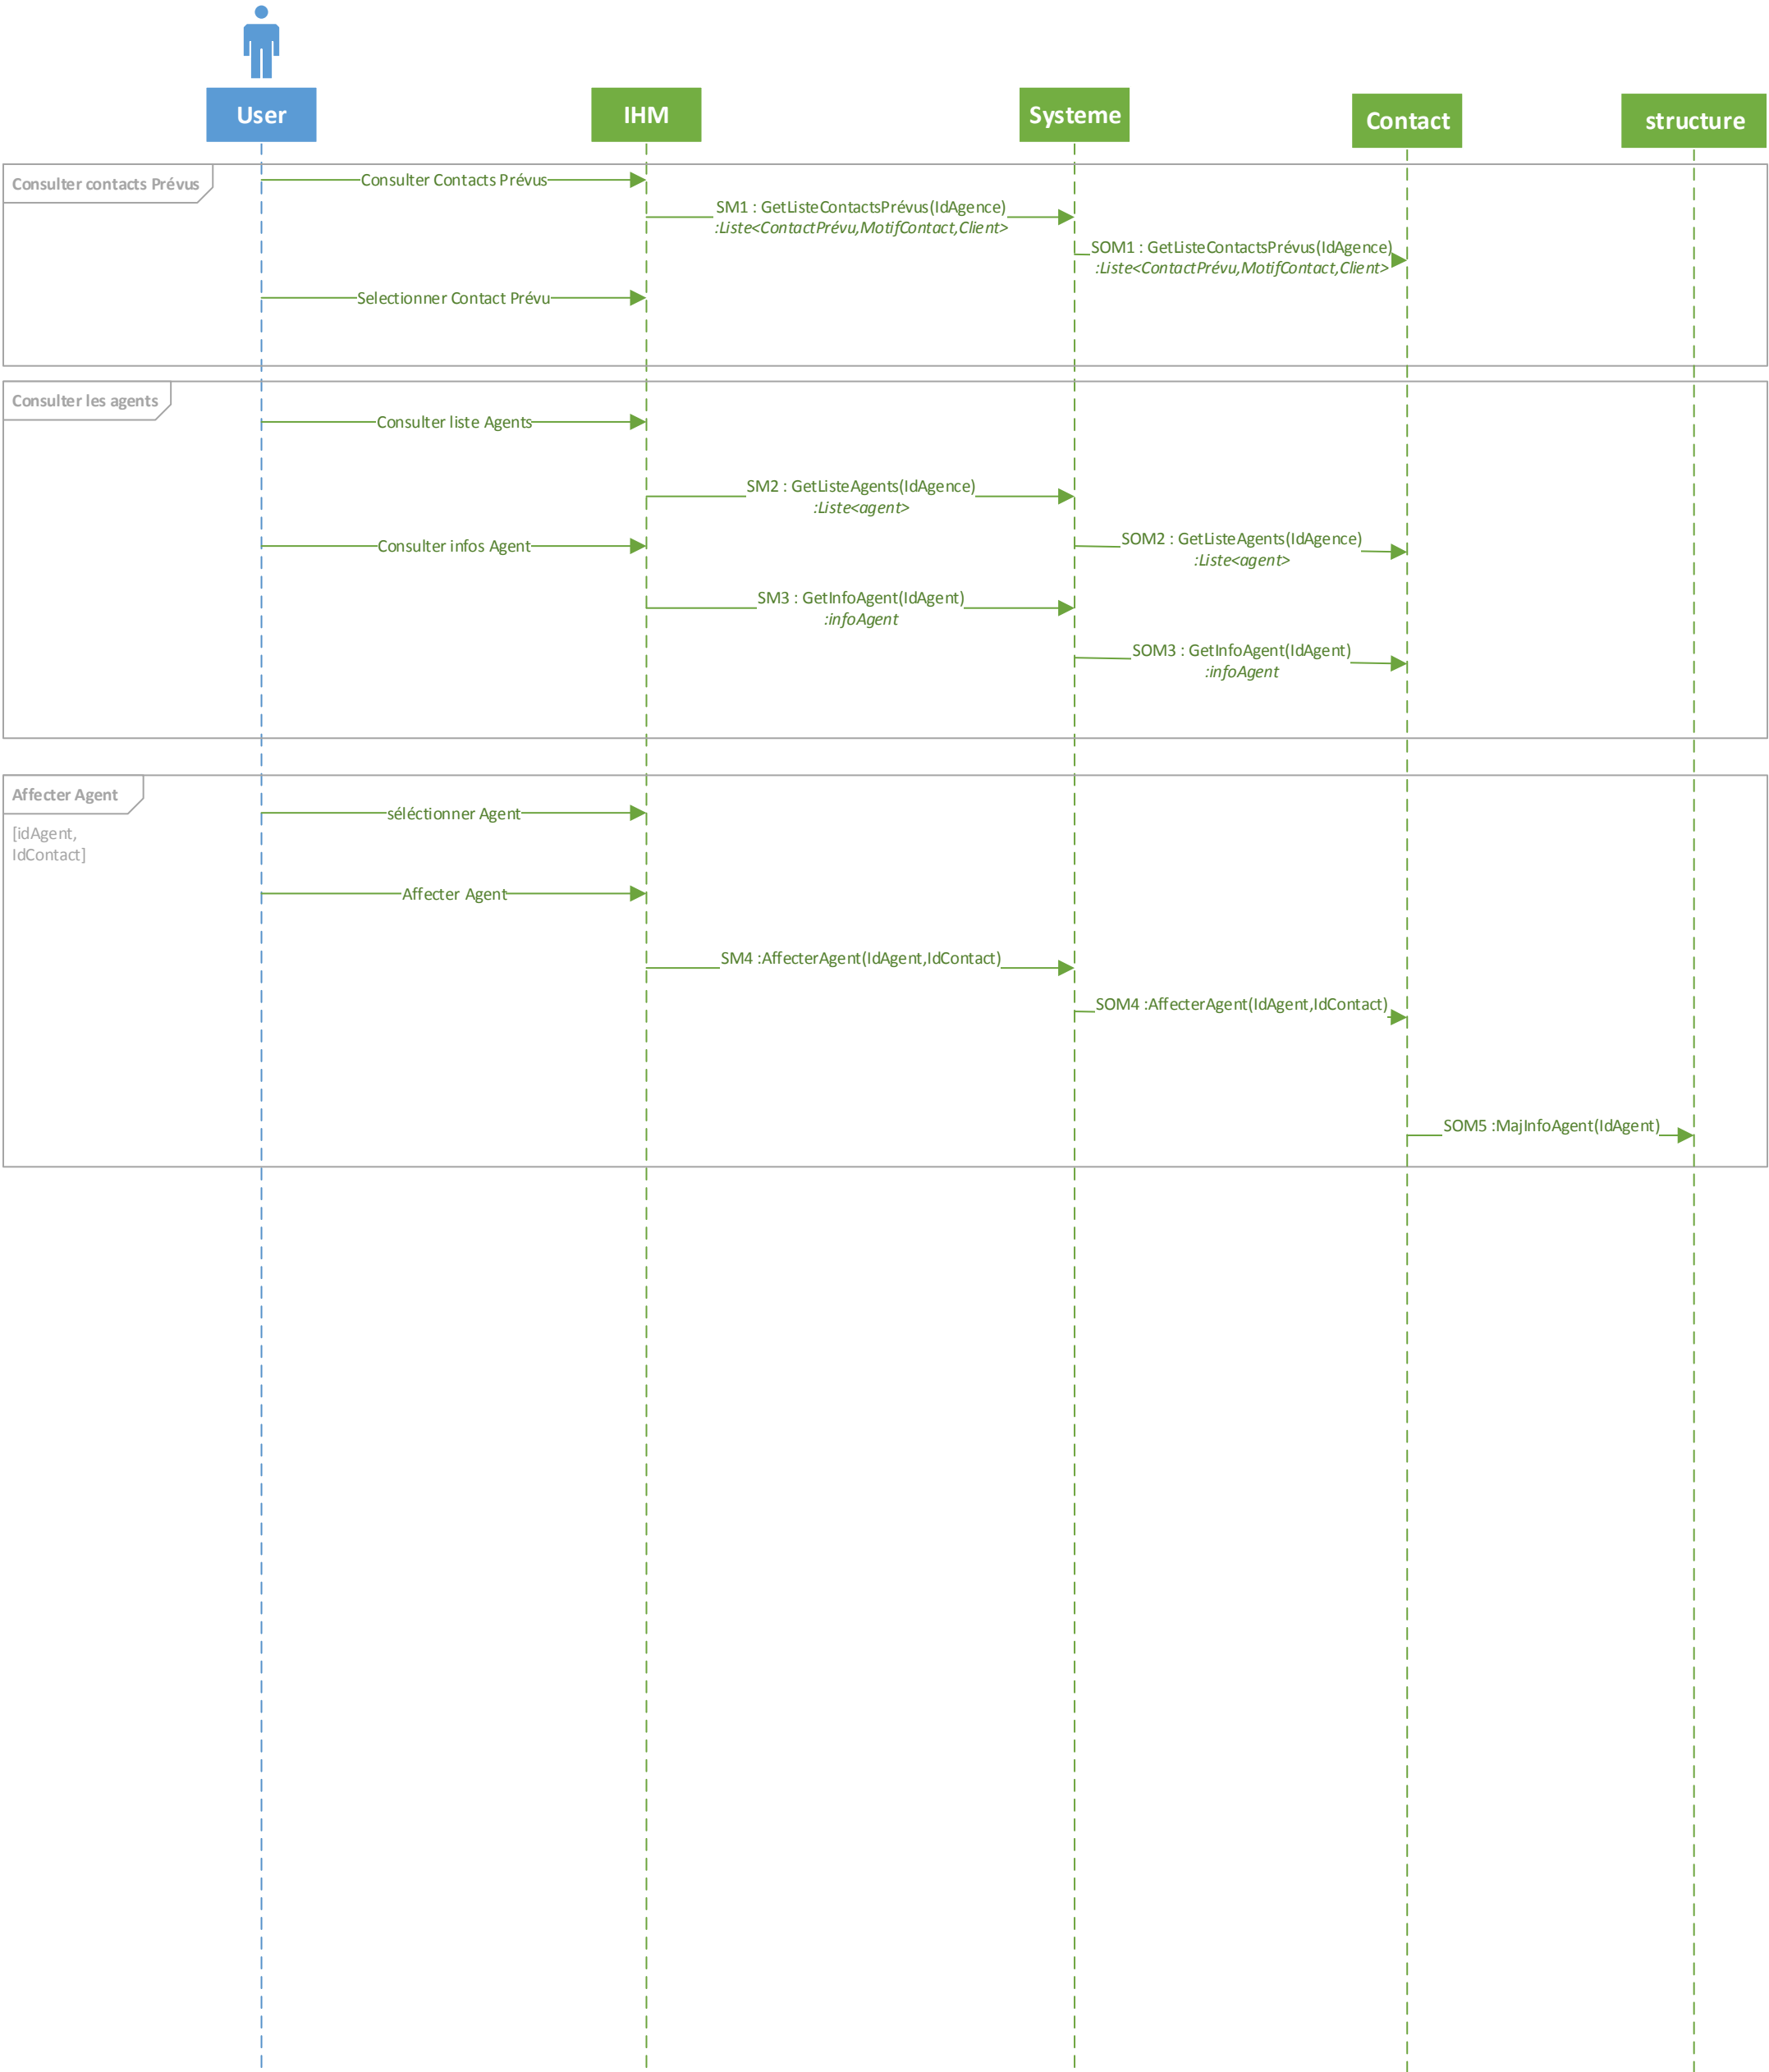 User
IHM
Systeme
Contact
structure
Consulter contacts Prévus
Consulter Contacts Prévus
SM1 : GetListeContactsPrévus(IdAgence)
:Liste<ContactPrévu,MotifContact,Client>
SOM1 : GetListeContactsPrévus(IdAgence)
:Liste<ContactPrévu,MotifContact,Client>
Selectionner Contact Prévu
Consulter les agents
Consulter liste Agents
SM2 : GetListeAgents(IdAgence)
:Liste<agent>
Consulter infos Agent
SOM2 : GetListeAgents(IdAgence)
:Liste<agent>
SM3 : GetInfoAgent(IdAgent)
:infoAgent
SOM3 : GetInfoAgent(IdAgent)
:infoAgent
Affecter Agent
[idAgent,
IdContact]
séléctionner Agent
Affecter Agent
SM4 :AffecterAgent(IdAgent,IdContact)
SOM4 :AffecterAgent(IdAgent,IdContact)
SOM5 :MajInfoAgent(IdAgent)